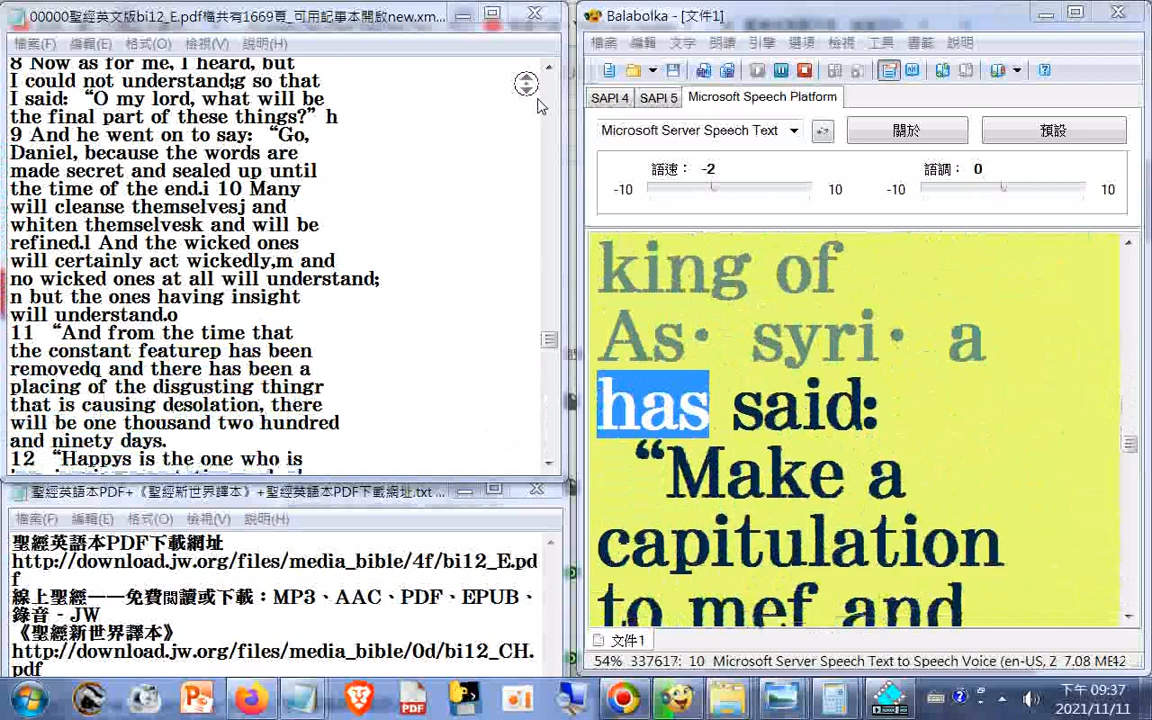 00000聖經英文版bi12_E.pdf檔共有1669頁_可用記事本開啟new.xm...
檔案(F) 編輯(E) 格式(O) 檢視(V) 說明(H)
8 Now as for me, I heard, but
I could not understand;g so that
I said: “O my lord, what will be
the final part of these things?” h
9 And he went on to say: “Go,
Daniel, because the words are
made secret and sealed up until
the time of the end.i 10 Many
will cleanse themselvesj and
whiten themselvesk and will be
refined.l And the wicked ones
will certainly act wickedly,m and
no wicked ones at all will understand;
n but the ones having insight
will understand.o
11 “And from the time that
the constant featurep has been
removedq and there has been a
placing of the disgusting thingr
that is causing desolation, there
will be one thousand two hundred
and ninety days.
12 “Happys is the one who is
聖經英語本PDF+《聖經新世界譯本》+聖經英語本PDF下載網址.txt ...
檔案(F) 編輯(E) 格式(O) 檢視(V) 說明(H)
聖經英語本PDF下載網址
http://download.jw.org/files/media_bible/4f/bi12_E.pd
f
線上聖經——免費閱讀或下載：MP3、AAC、PDF、EPUB、
錄音 - JW
《聖經新世界譯本》
http://download.jw.org/files/media_bible/0d/bi12_CH.
pdf
Balabolka - [文件1]
檔案 編輯 文字 朗讀 引擎 選項 檢視 工具 書籤 說明
SAPI 4 SAPI 5 Microsoft Speech Platform
Microsoft Server Speech Text 關於 預設
語速： -2 語調： 0
-10 10 -10 10
king of
As· syri· a
has said:
“Make a
capitulation
to mef and
文件1
54% 337617: 10 Microsoft Server Speech Text to Speech Voice (en-US, Z 7.08 ME42
下午 09:37
2021/11/11